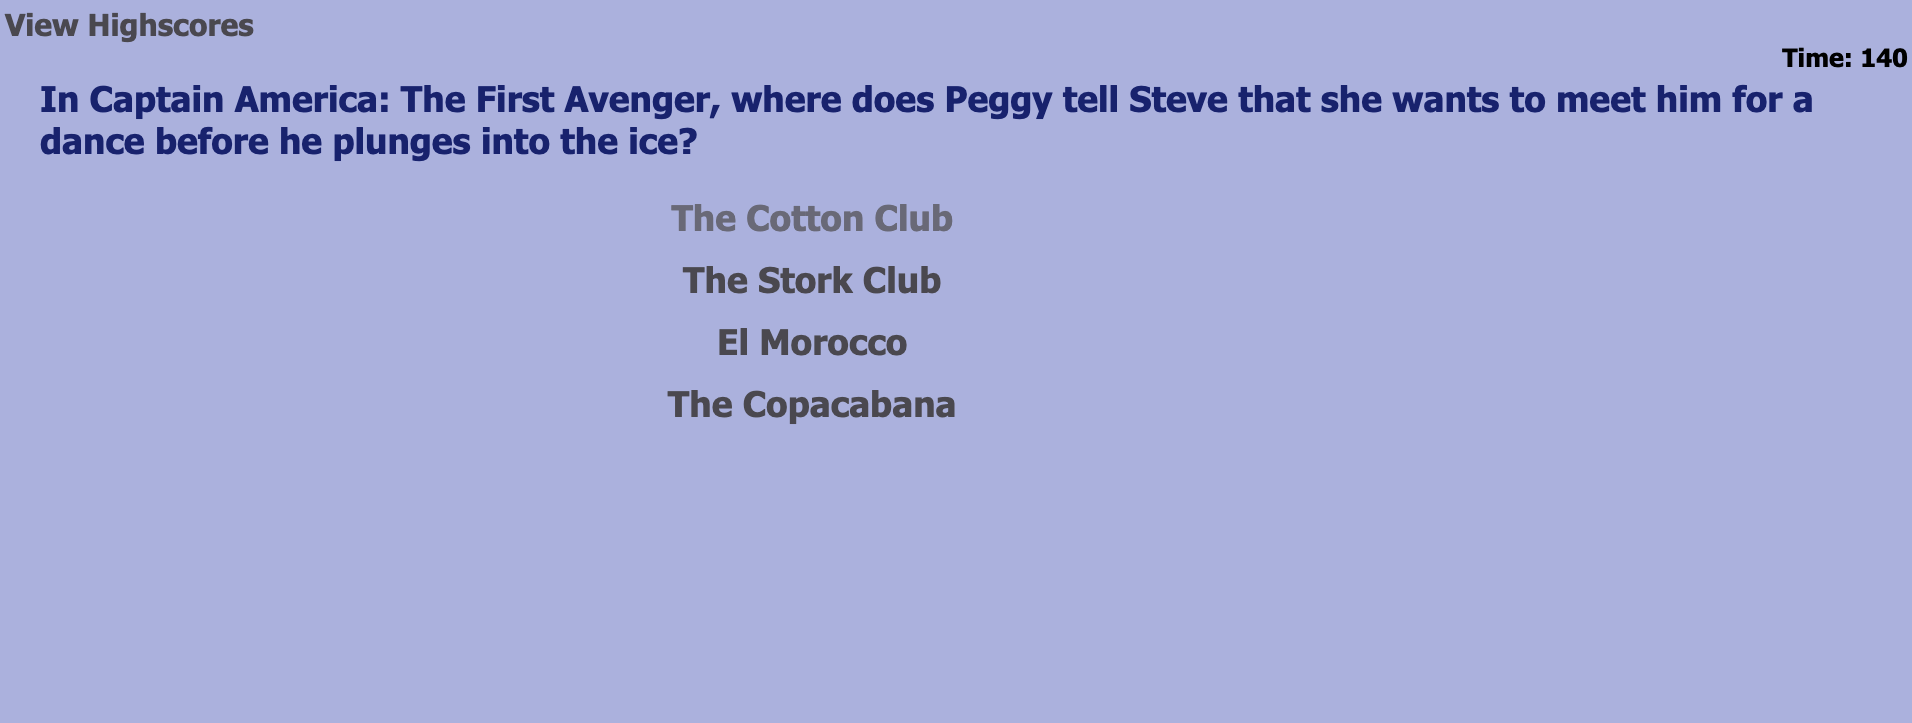 View Highscores
Time: 140
In Captain America: The First Avenger, where does Peggy tell Steve that she wants to meet him for a
dance before he plunges into the ice?
The Cotton Club
The Stork Club
El Morocco
The Copacabana